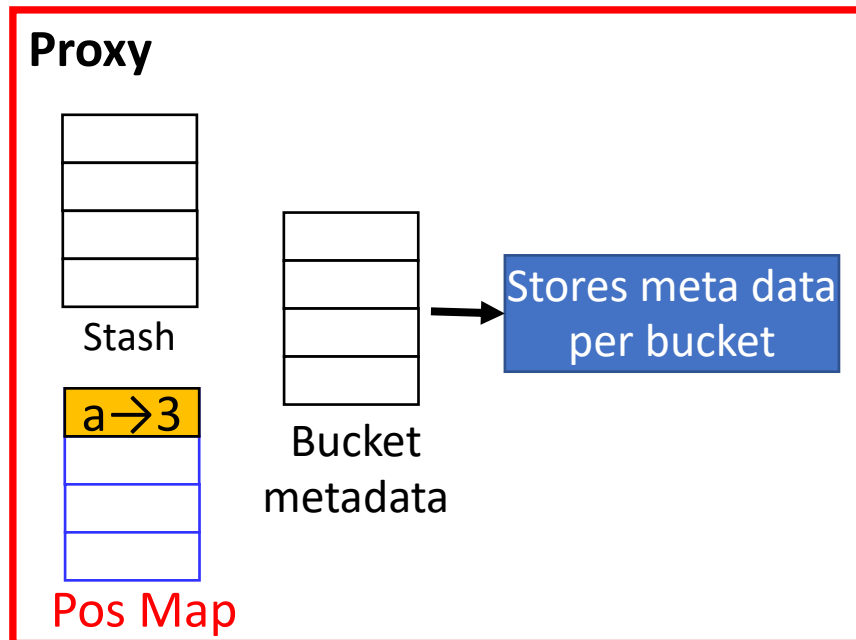 Proxy
Stash
a→3
Pos Map
Bucket
metadata
Stores meta data
per bucket